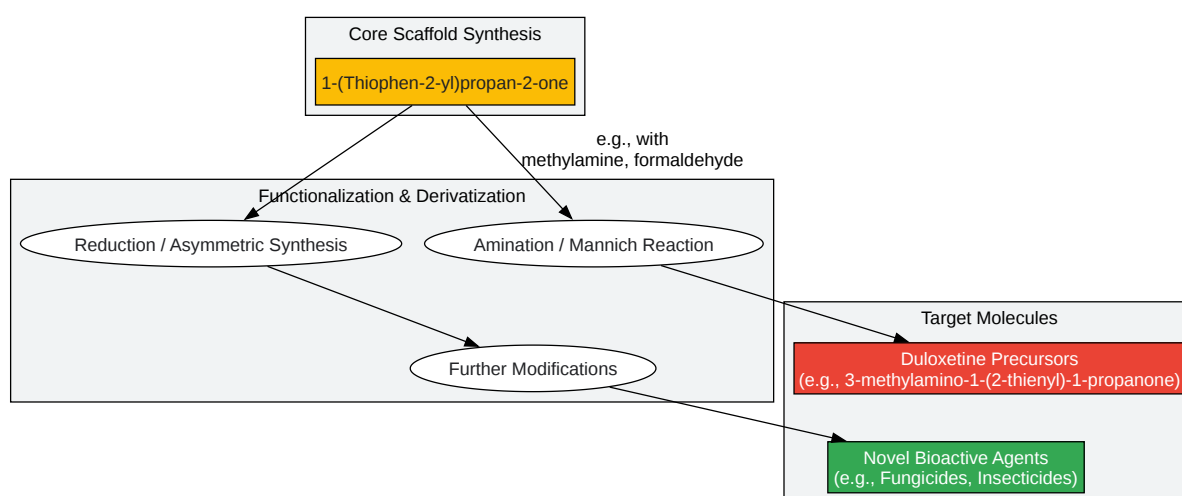 Core Scaffold Synthesis
1-(Thiophen-2-yl)propan-2-one
e.g., with
methylamine, formaldehyde
Functionalization & Derivatization
Reduction / Asymmetric Synthesis
Amination / Mannich Reaction
Further Modifications
Target Molecules
Duloxetine Precursors
(e.g., 3-methylamino-1-(2-thienyl)-1-propanone)
Novel Bioactive Agents
(e.g., Fungicides, Insecticides)